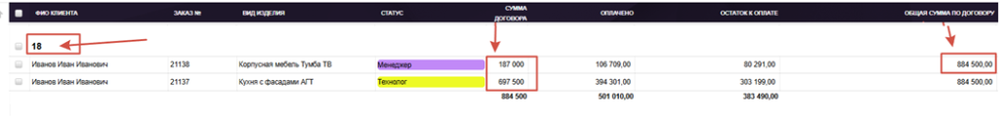 ФИО КЛИЕНТА ЗАКАЗ № ВИД ИЗДЕЛИЯ СТАТУС СУММА ДОГОВОРА ОПЛАЧЕНО ОСТАТОК К ОПЛАТЕ ОБЩАЯ СУММА ПО ДОГОВОРУ
18
Иванов Иван Иванович 21138 Корпусная мебель Тумба ТВ Менеджер 187 000 106 709,00 80 291,00 884 500,00
Иванов Иван Иванович 21137 Кухня с фасадами АГТ Технолог 697 500 394 301,00 303 199,00 884 500,00
884 500 501 010,00 383 490,00